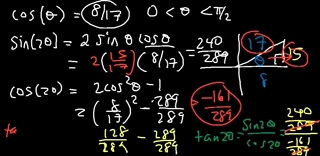 cos(θ) = (8/17) 0 < θ < π/2
sin(2θ) = 2 sin θ cos θ = 240/289
= 2(15/17)(8/17)
17 15 θ 8
cos(2θ) = 2cos²θ - 1 = -161/289
= 2(8/17)² - 289/289
128/289 - 289/289
tan2θ = sin2θ/cos2θ = (240/289)/(-161/289)